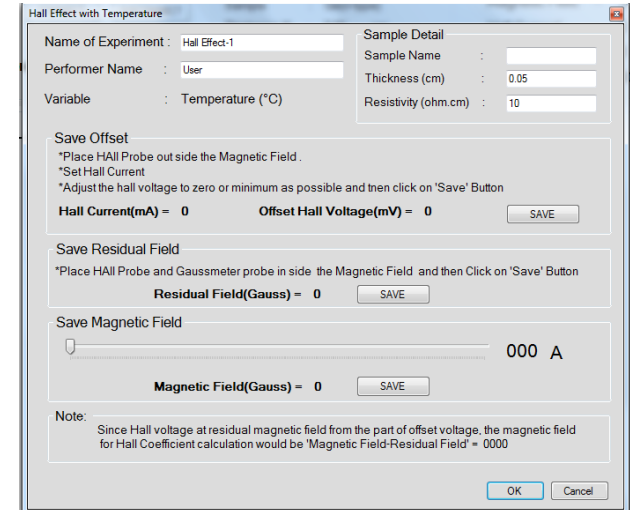 Hall Effect with Temperature
Name of Experiment : Hall Effect-1
Performer Name : User
Variable : Temperature (°C)
Sample Detail
Sample Name :
Thickness (cm) : 0.05
Resistivity (ohm.cm) : 10
Save Offset
*Place HAll Probe out side the Magnetic Field .
*Set Hall Current
*Adjust the hall voltage to zero or minimum as possible and tnen click on 'Save' Button
Hall Current(mA) = 0 Offset Hall Voltage(mV) = 0 SAVE
Save Residual Field
*Place HAll Probe and Gaussmeter probe in side the Magnetic Field and then Click on 'Save' Button
Residual Field(Gauss) = 0 SAVE
Save Magnetic Field
000 A
Magnetic Field(Gauss) = 0 SAVE
Note:
Since Hall voltage at residual magnetic field from the part of offset voltage, the magnetic field
for Hall Coefficient calculation would be 'Magnetic Field-Residual Field' = 0000
OK Cancel